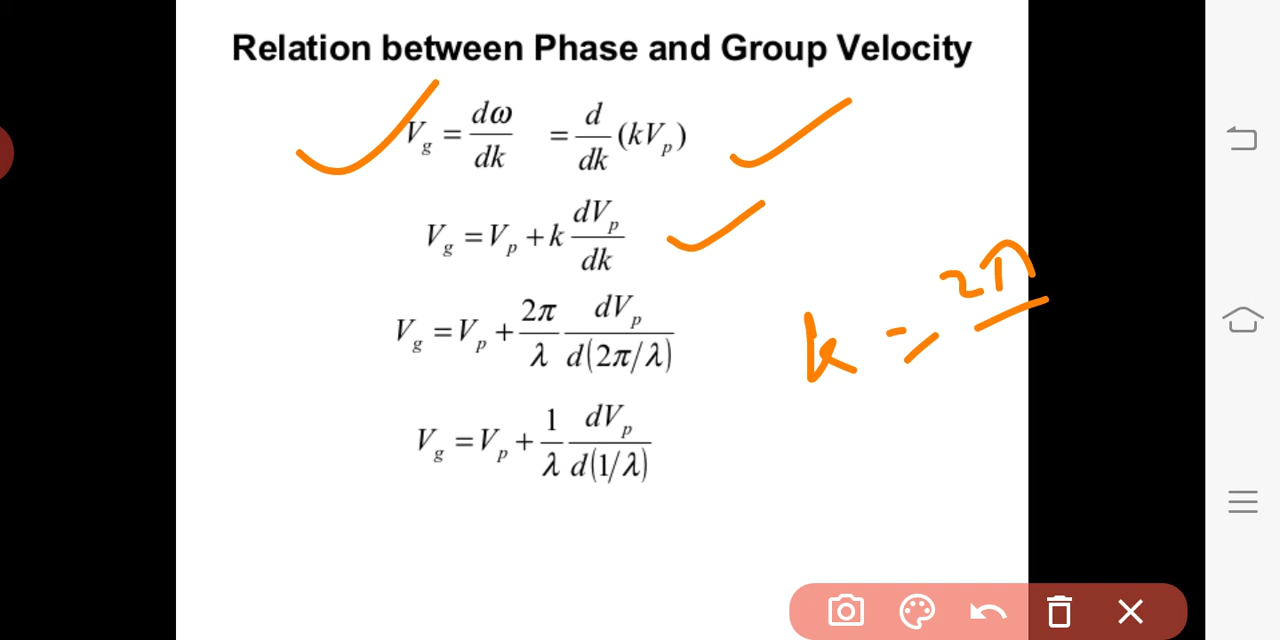 Relation between Phase and Group Velocity
V_g = dω/dk = d/dk (kV_p)
V_g = V_p + k dV_p/dk
V_g = V_p + 2π/λ dV_p/d(2π/λ)
k = 2π
V_g = V_p + 1/λ dV_p/d(1/λ)